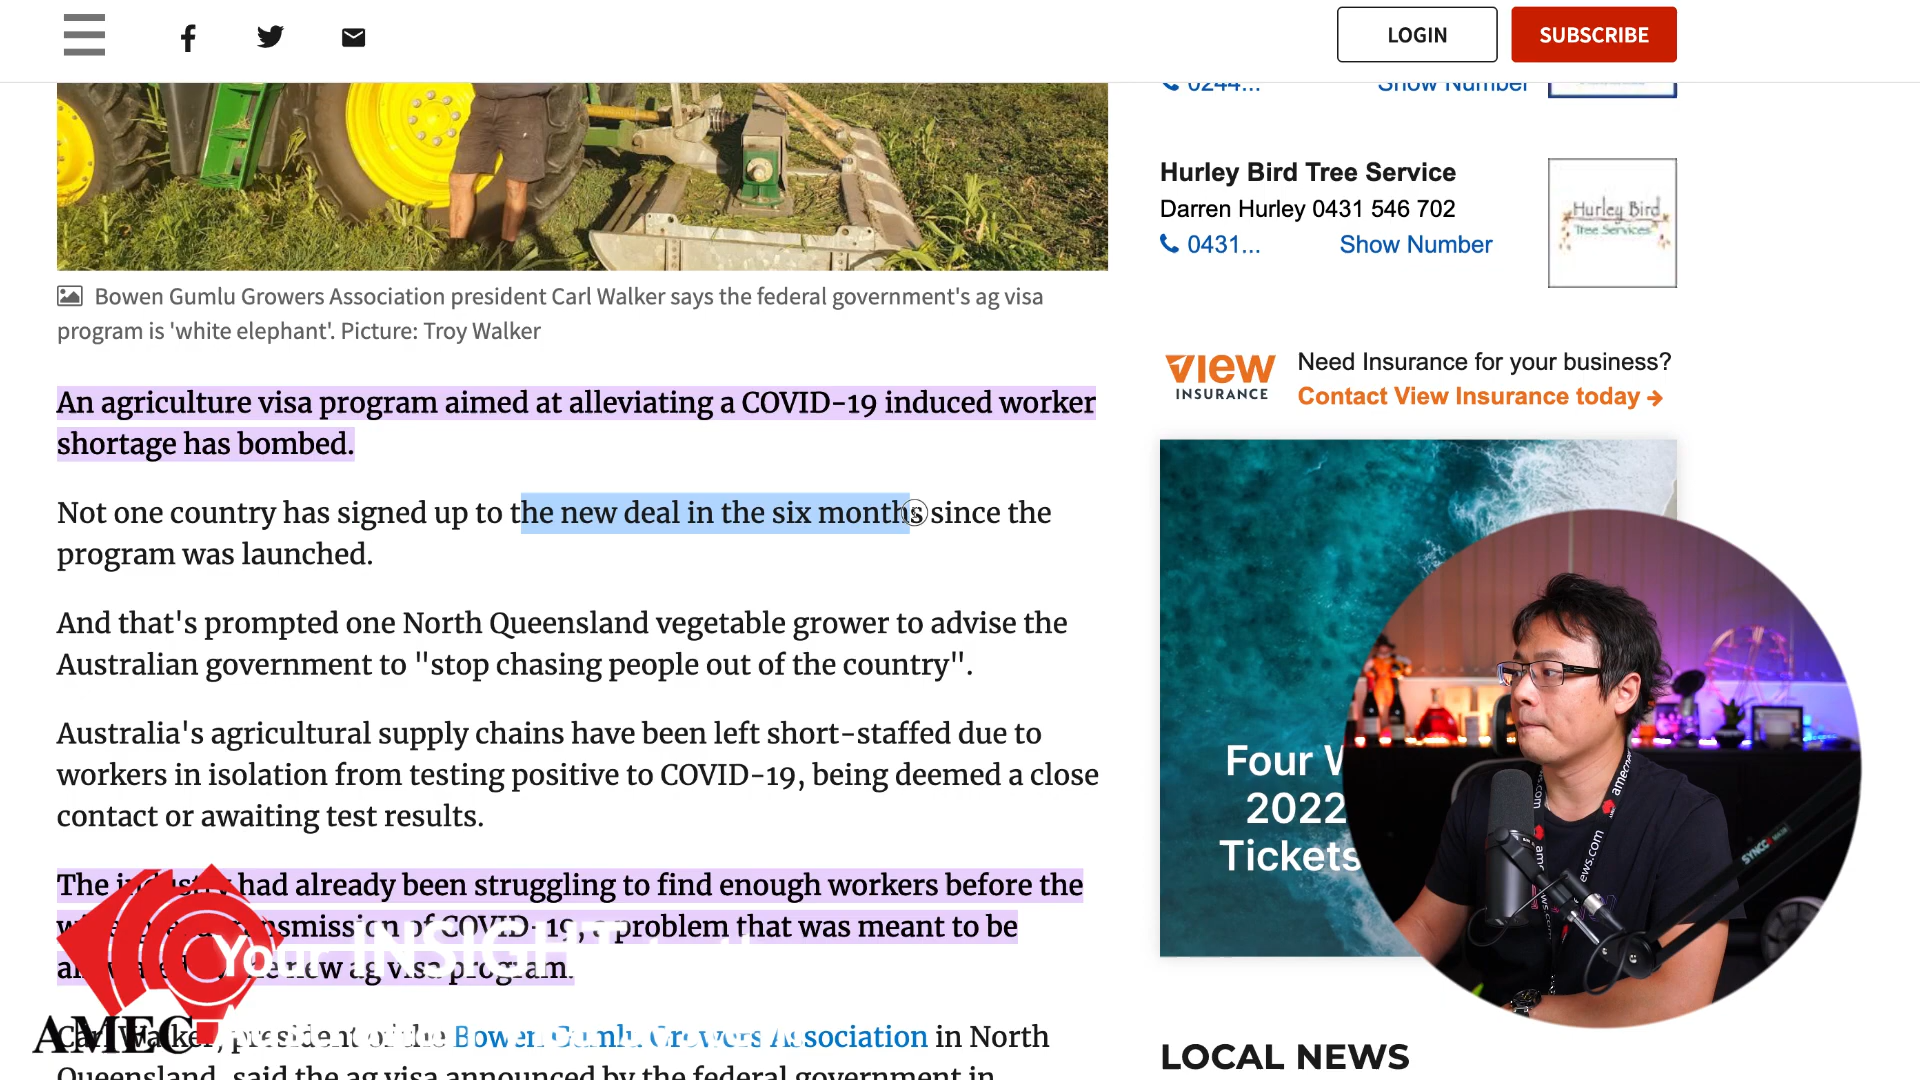 LOGIN
SUBSCRIBE
0244...
Show Number
Hurley Bird Tree Service
Darren Hurley 0431 546 702
0431...
Show Number
Hurley Bird
Tree Services
Bowen Gumlu Growers Association president Carl Walker says the federal government's ag visa
program is 'white elephant'. Picture: Troy Walker
view
INSURANCE
Need Insurance for your business?
Contact View Insurance today
An agriculture visa program aimed at alleviating a COVID-19 induced worker
shortage has bombed.
Not one country has signed up to the new deal in the six months since the
program was launched.
And that's prompted one North Queensland vegetable grower to advise the
Australian government to "stop chasing people out of the country".
Australia's agricultural supply chains have been left short-staffed due to
workers in isolation from testing positive to COVID-19, being deemed a close
contact or awaiting test results.
Four
2022
Tickets
The industry had already been struggling to find enough workers before the
transmission of COVID-19, a problem that was meant to be
new ag visa program.
Your INSIGHT
AMEC
Carl Walker, president of the Bowen Gumlu Growers Association in North
Queensland, said the ag visa announced by the federal government in
LOCAL NEWS
SYNCO